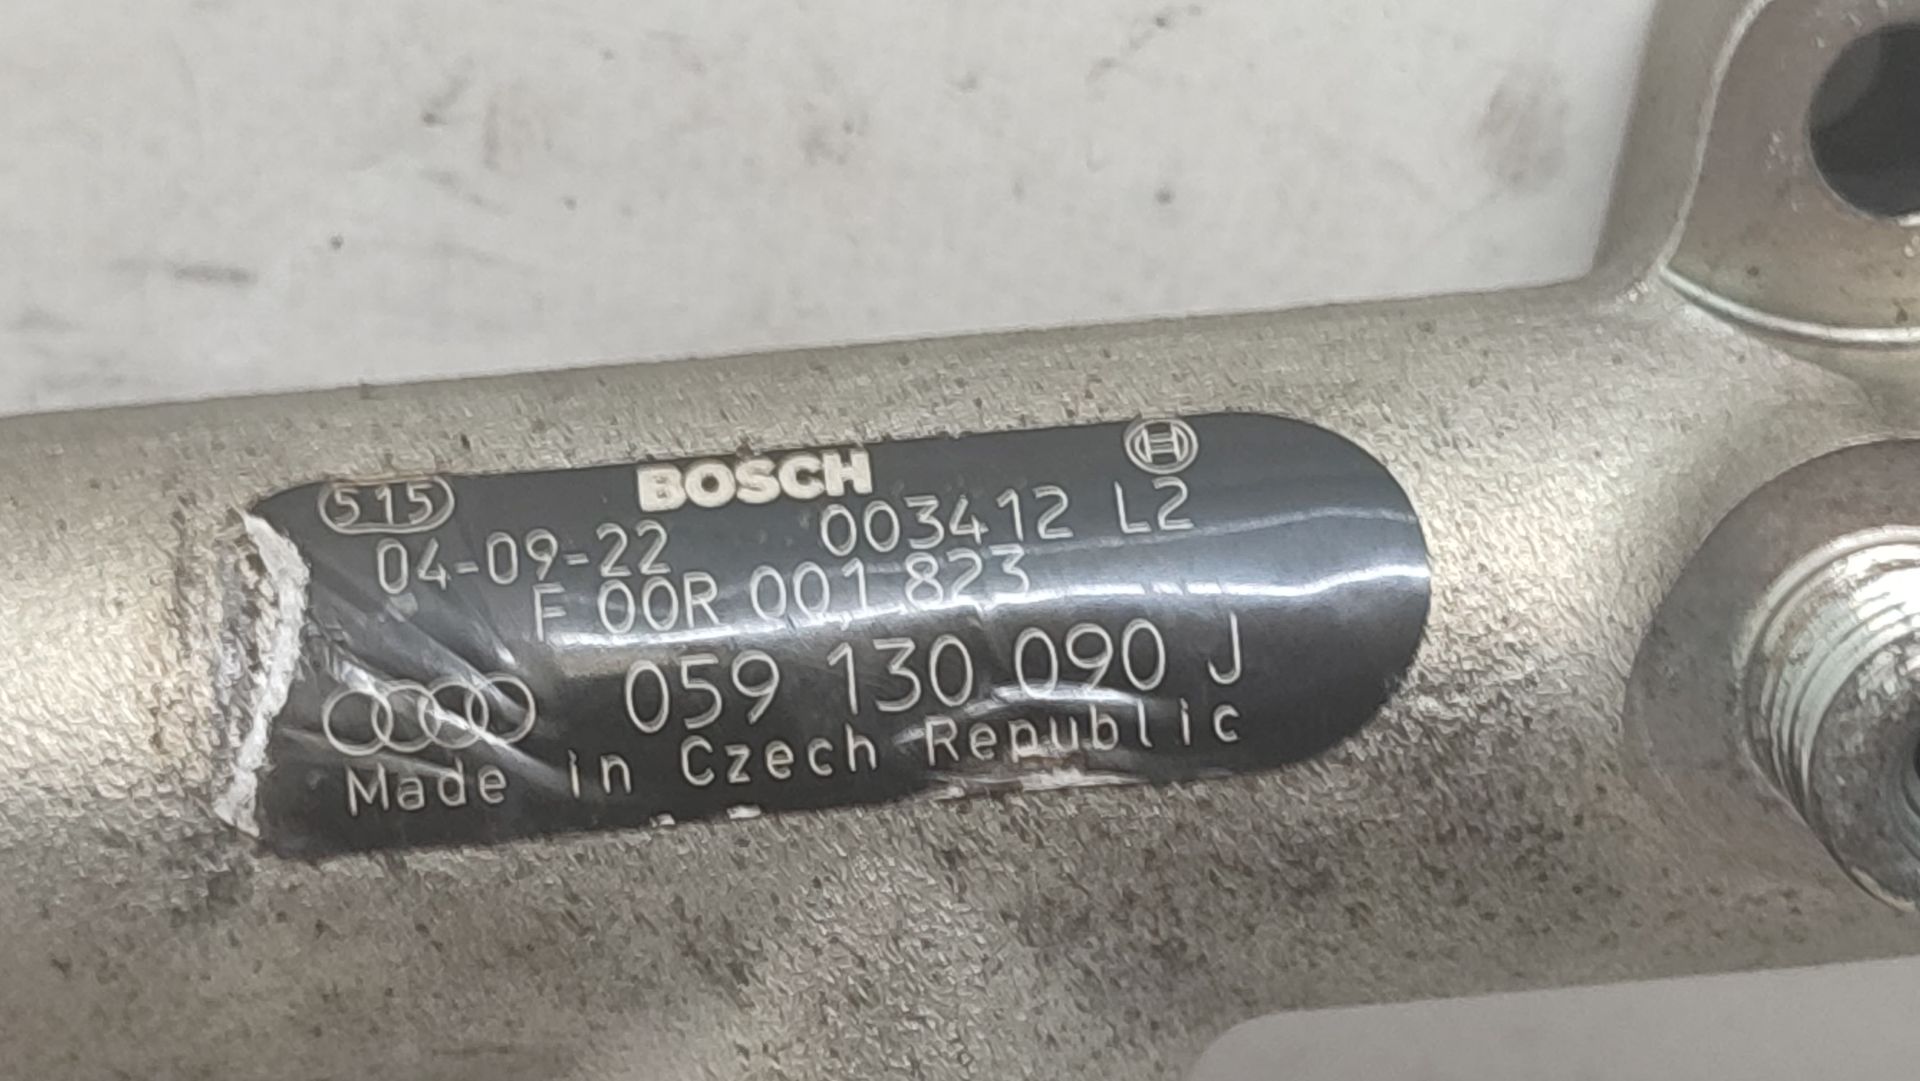 515 BOSCH
04-09-22 003412 L2
F 00R 001 823
059 130 090 J
Made in Czech Republic